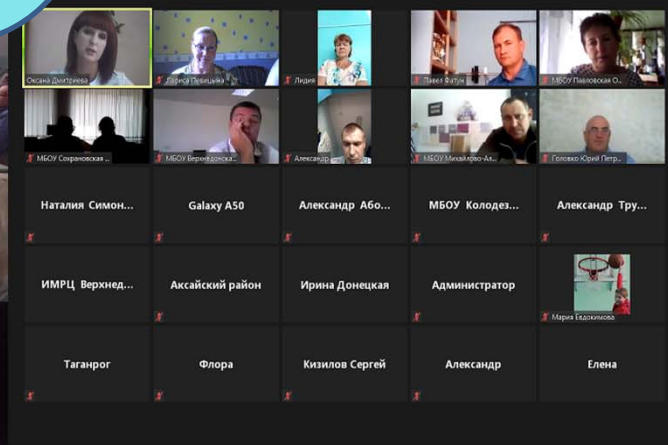 Оксана Дмитриева
Лариса Певицына
Лидия
Павел Фатун
МБОУ Павловская О...
МБОУ Сохрановская ...
МБОУ Верхнедонска...
Александр
МБОУ Михайлово-Ал...
Головко Юрий Петр...
Наталия Симон...
Galaxy A50
Александр Або...
МБОУ Колодез...
Александр Тру...
ИМРЦ Верхнед...
Аксайский район
Ирина Донецкая
Администратор
Мария Евдокимова
Таганрог
Флора
Кизилов Сергей
Александр
Елена